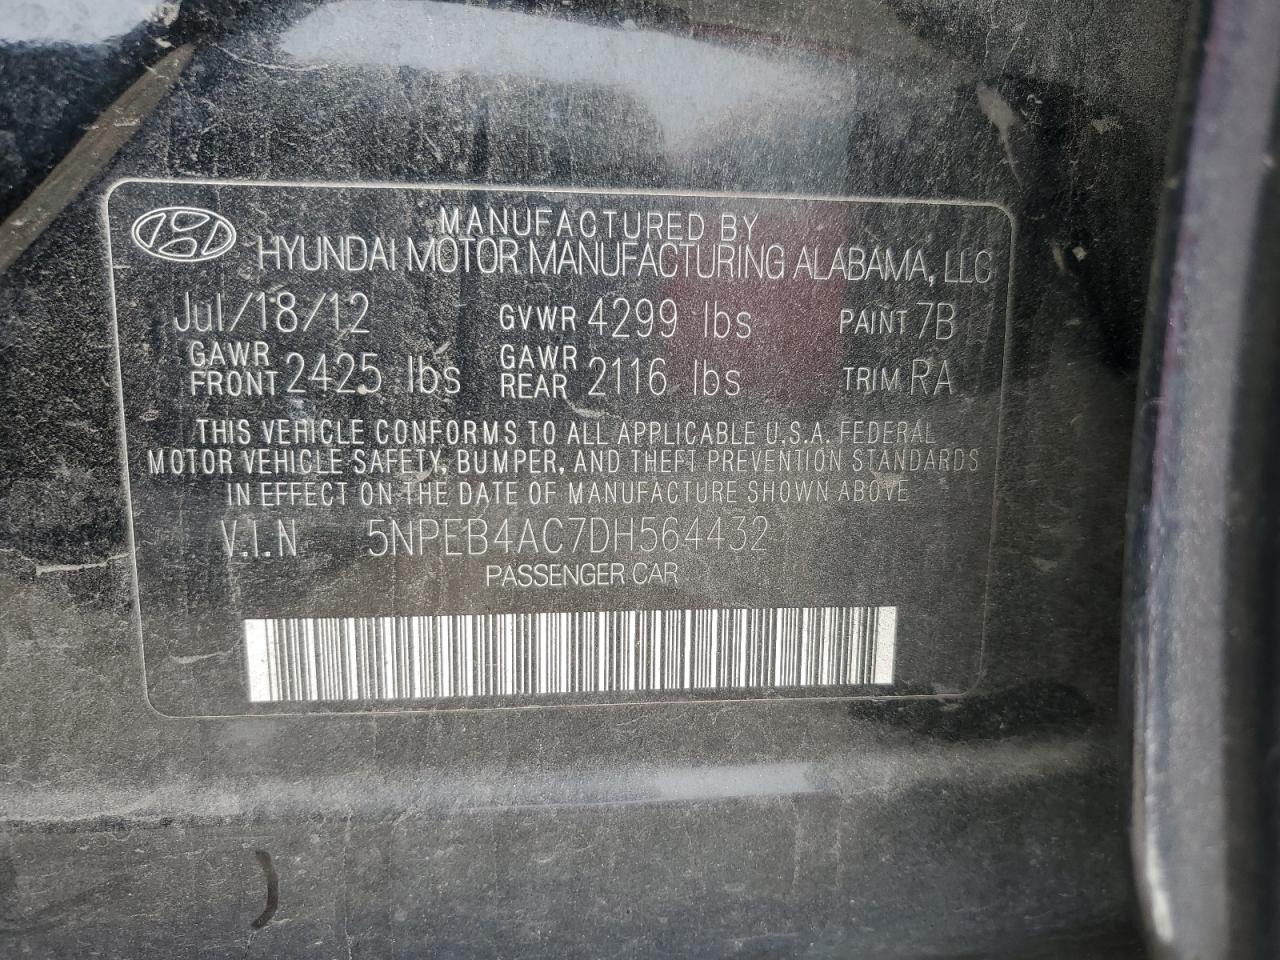 MANUFACTURED BY
HYUNDAI MOTOR MANUFACTURING ALABAMA, LLC
Jul/18/12 GVWR 4299 lbs PAINT 7B
GAWR FRONT 2425 lbs GAWR REAR 2116 lbs TRIM RA
THIS VEHICLE CONFORMS TO ALL APPLICABLE U.S.A. FEDERAL
MOTOR VEHICLE SAFETY, BUMPER, AND THEFT PREVENTION STANDARDS
IN EFFECT ON THE DATE OF MANUFACTURE SHOWN ABOVE
V.I.N 5NPEB4AC7DH564432
PASSENGER CAR